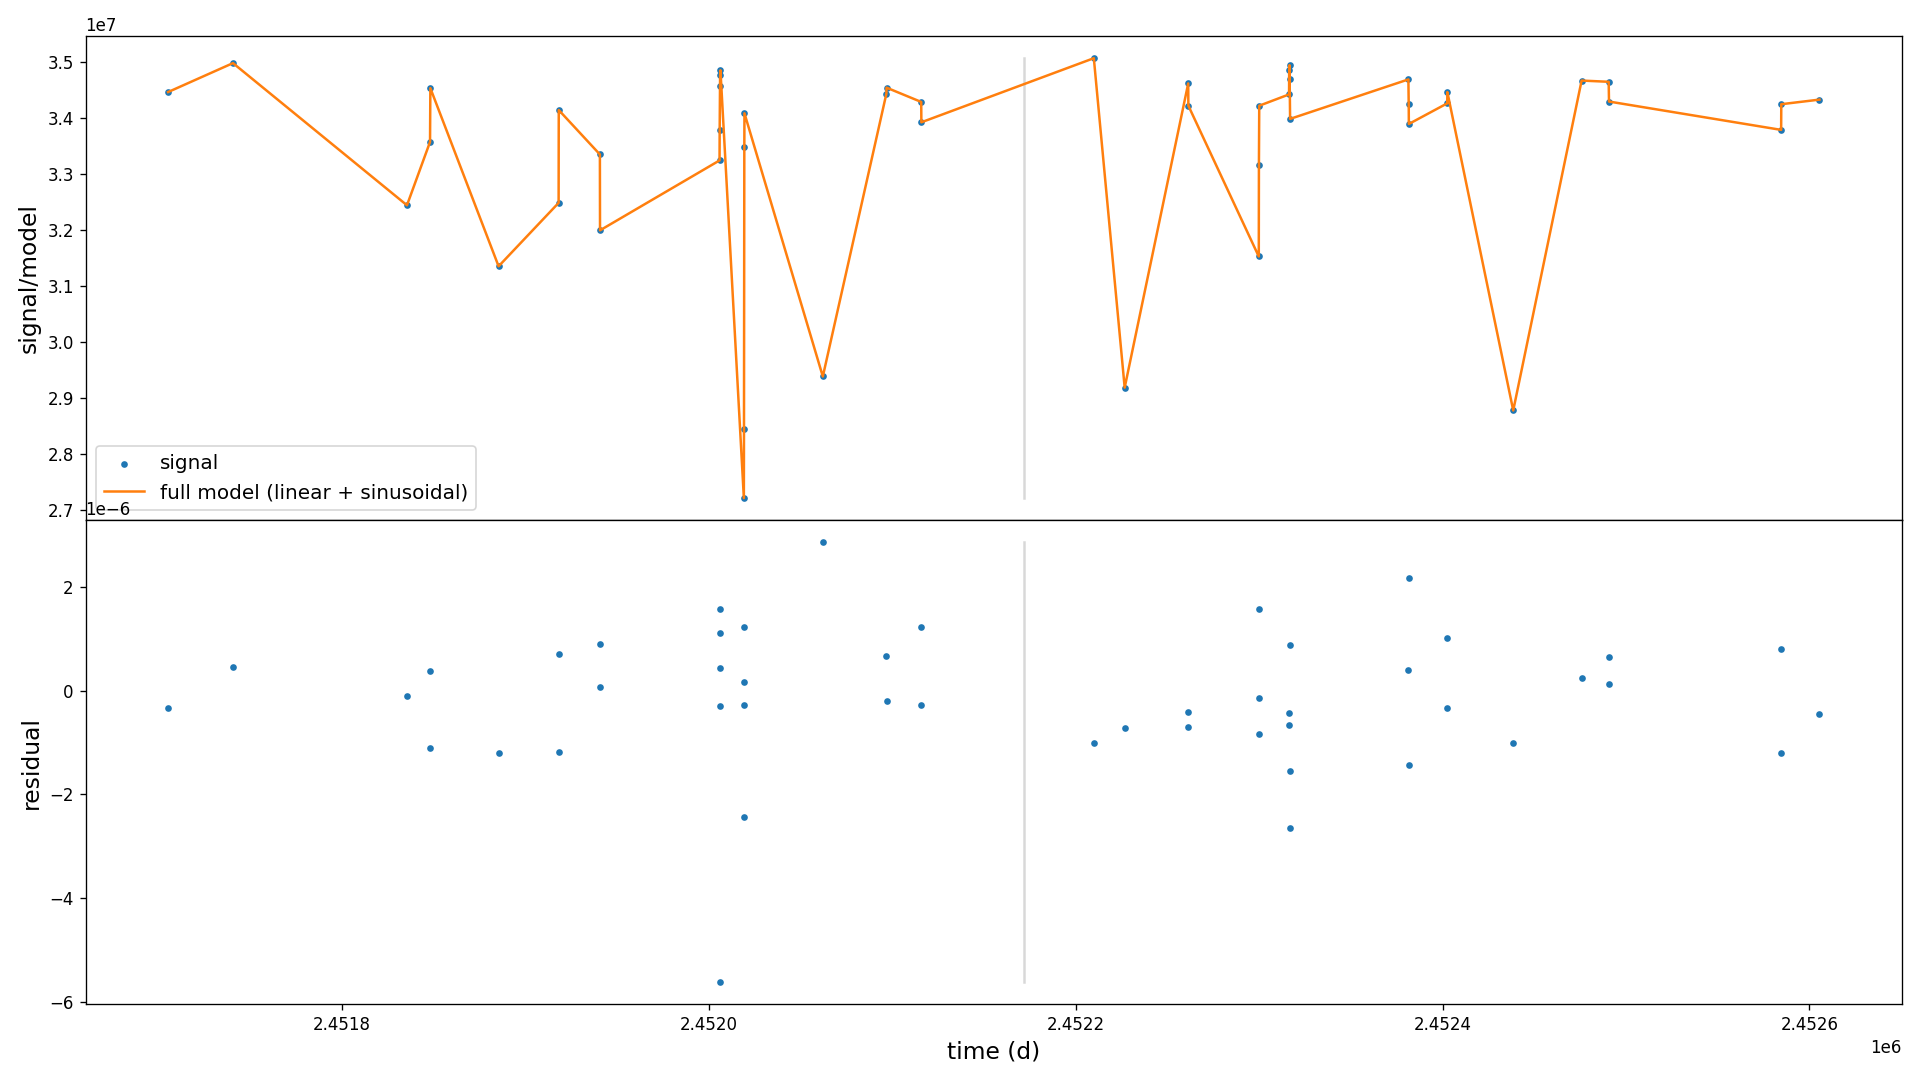 1e7
3.5
3.4
3.3
3.2
3.1
3.0
2.9
2.8
2.7
signal/model
signal
full model (linear + sinusoidal)
1e−6
2
0
−2
−4
−6
residual
2.4518
2.4520
2.4522
2.4524
2.4526
1e6
time (d)